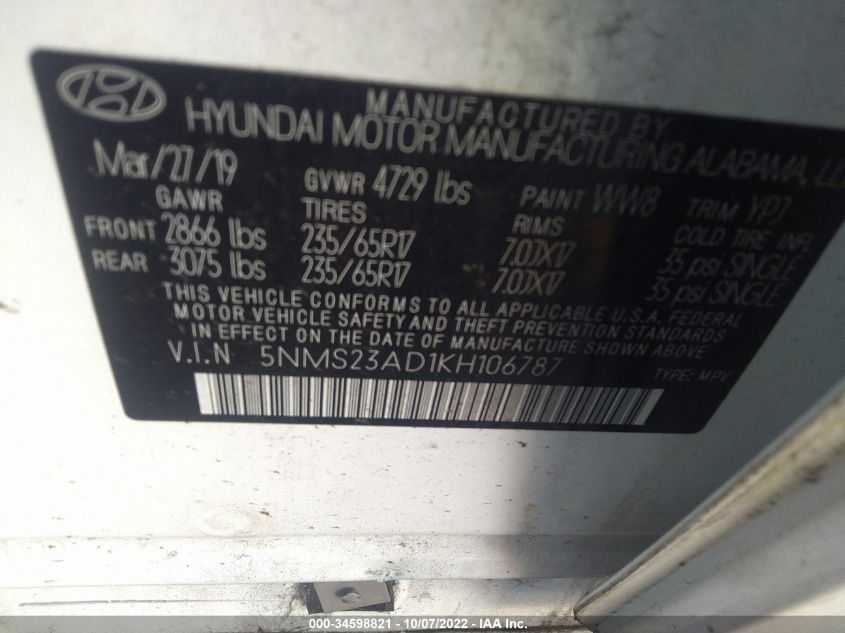 MANUFACTURED BY
HYUNDAI MOTOR MANUFACTURING ALABAMA, LLC
Mar/27/19 GVWR 4729 lbs PAINT WW8 TRIM YPJ
GAWR TIRES RIMS COLD TIRE INFL
FRONT 2866 lbs 235/65R17 7.0JX17 35 psi SINGLE
REAR 3075 lbs 235/65R17 7.0JX17 35 psi SINGLE
THIS VEHICLE CONFORMS TO ALL APPLICABLE U.S.A. FEDERAL
MOTOR VEHICLE SAFETY AND THEFT PREVENTION STANDARDS
IN EFFECT ON THE DATE OF MANUFACTURE SHOWN ABOVE
V.I.N 5NMS23AD1KH106787 TYPE: MPV
000-34598821 - 10/07/2022 - IAA Inc.